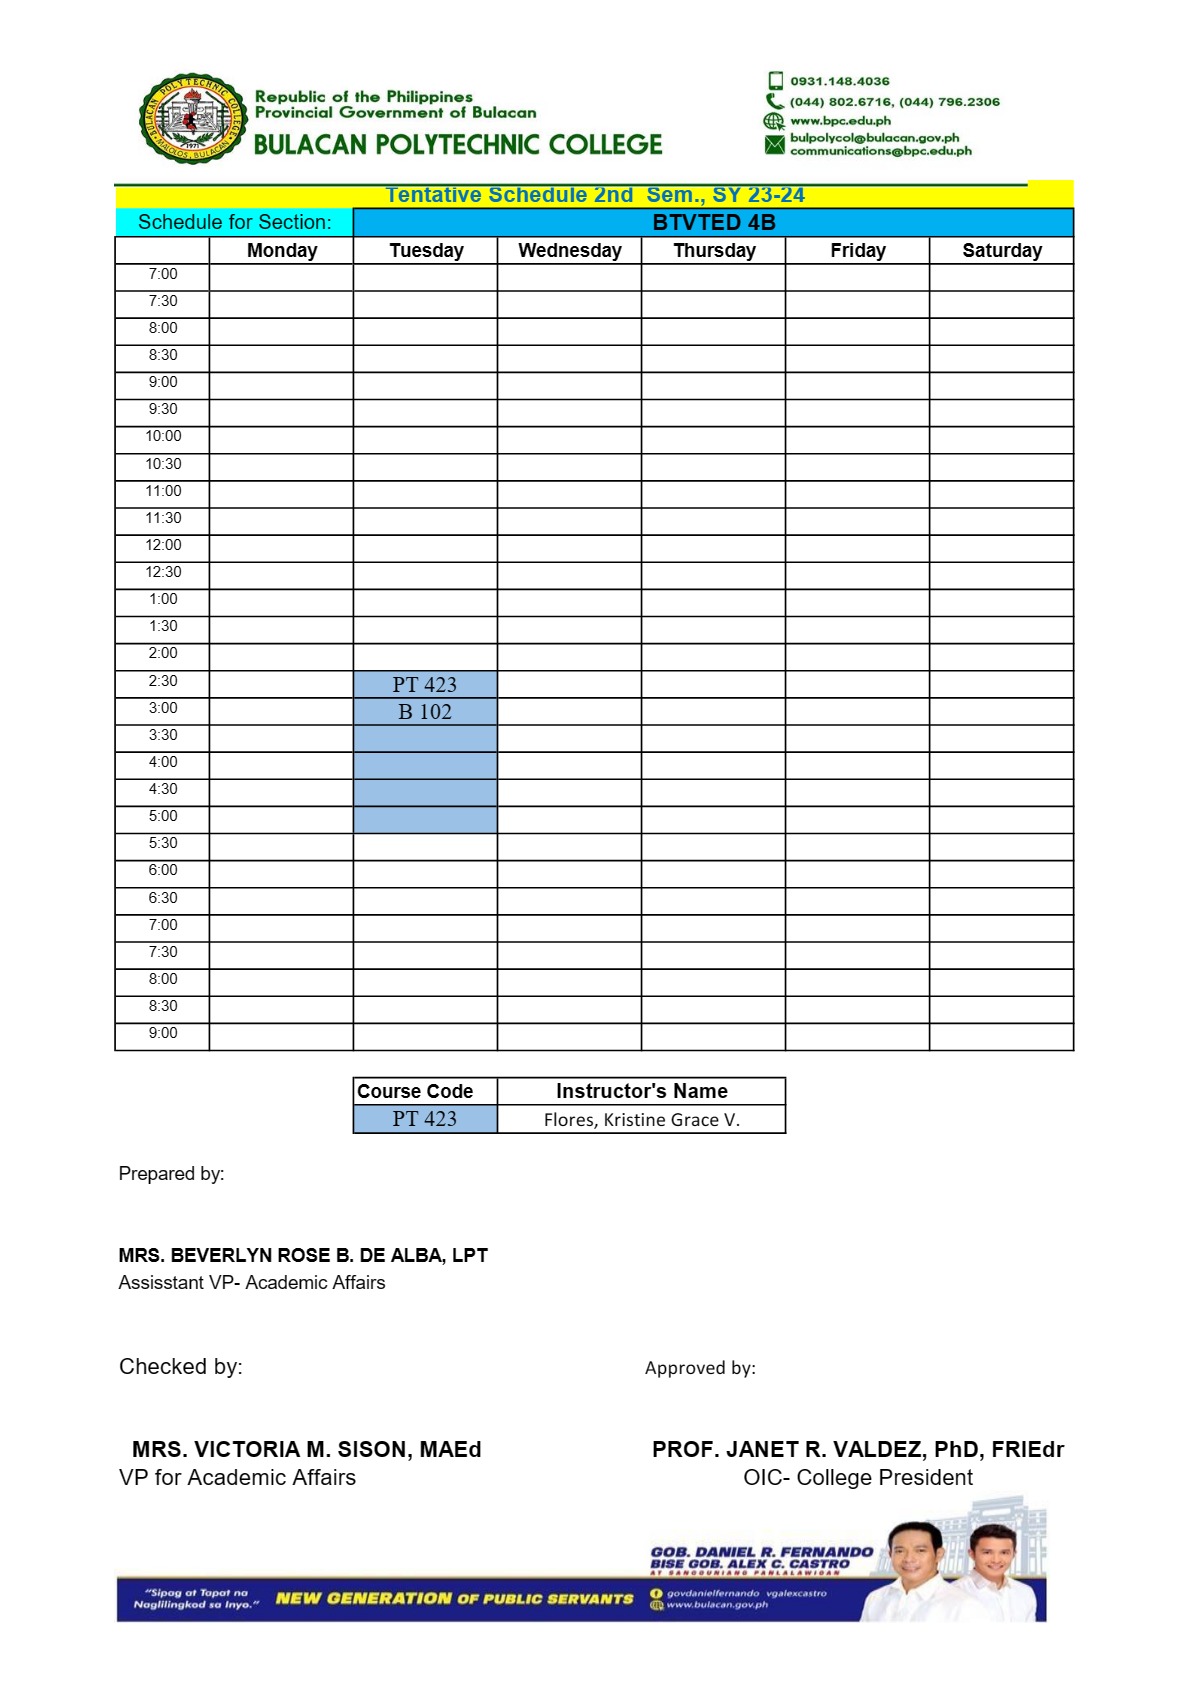 BULACAN POLYTECHNIC COLLEGE
MALOLOS, BULACAN
1971
Republic of the Philippines
Provincial Government of Bulacan
BULACAN POLYTECHNIC COLLEGE
0931.148.4036
(044) 802.6716, (044) 796.2306
www.bpc.edu.ph
bulpolycol@bulacan.gov.ph
communications@bpc.edu.ph
Tentative Schedule 2nd Sem., SY 23-24
Schedule for Section: BTVTED 4B
Monday Tuesday Wednesday Thursday Friday Saturday
7:00
7:30
8:00
8:30
9:00
9:30
10:00
10:30
11:00
11:30
12:00
12:30
1:00
1:30
2:00
2:30 PT 423
3:00 B 102
3:30
4:00
4:30
5:00
5:30
6:00
6:30
7:00
7:30
8:00
8:30
9:00
Course Code Instructor's Name
PT 423 Flores, Kristine Grace V.
Prepared by:
MRS. BEVERLYN ROSE B. DE ALBA, LPT
Assisstant VP- Academic Affairs
Checked by: Approved by:
MRS. VICTORIA M. SISON, MAEd PROF. JANET R. VALDEZ, PhD, FRIEdr
VP for Academic Affairs OIC- College President
GOB. DANIEL R. FERNANDO
BISE GOB. ALEX C. CASTRO
AT SANGGUNIANG PANLALAWIGAN
"Sipag at Tapat na
Naglilingkod sa Inyo."
NEW GENERATION OF PUBLIC SERVANTS
govdanielfernando vgalexcastro
www.bulacan.gov.ph